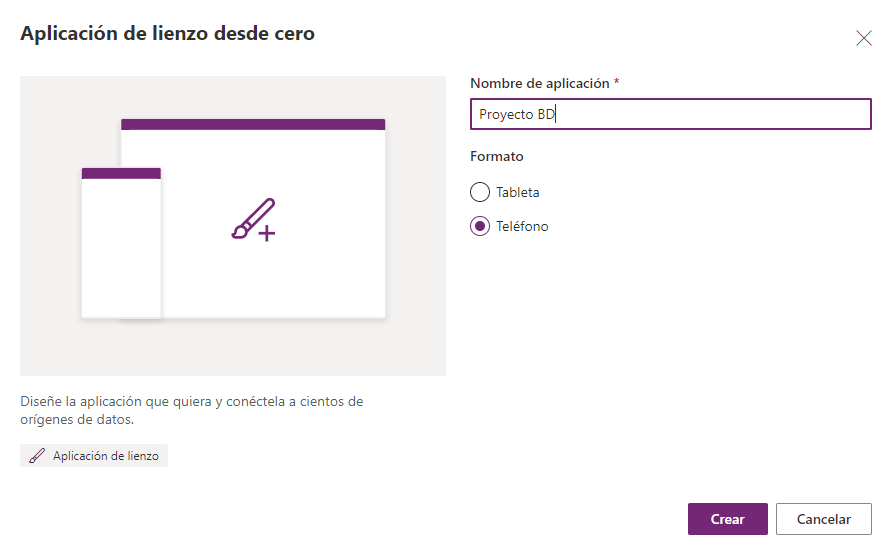 Aplicación de lienzo desde cero
Nombre de aplicación *
Proyecto BD
Formato
Tableta
Teléfono
Diseñe la aplicación que quiera y conéctela a cientos de
orígenes de datos.
Aplicación de lienzo
Crear
Cancelar